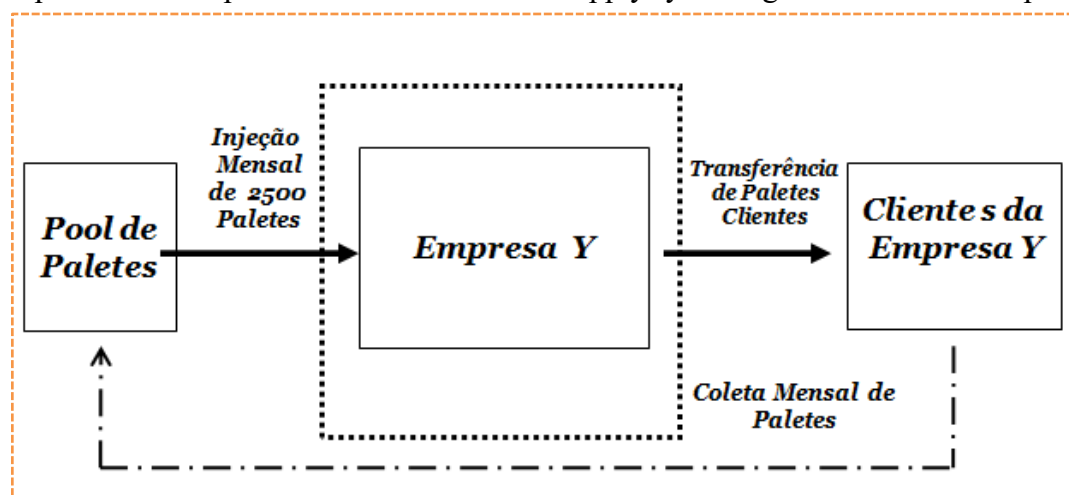 Injeção
Mensal
de 2500
Paletes
Transferência
de Paletes
Clientes
Pool de
Paletes
Empresa Y
Clientes da
Empresa Y
Coleta Mensal de
Paletes